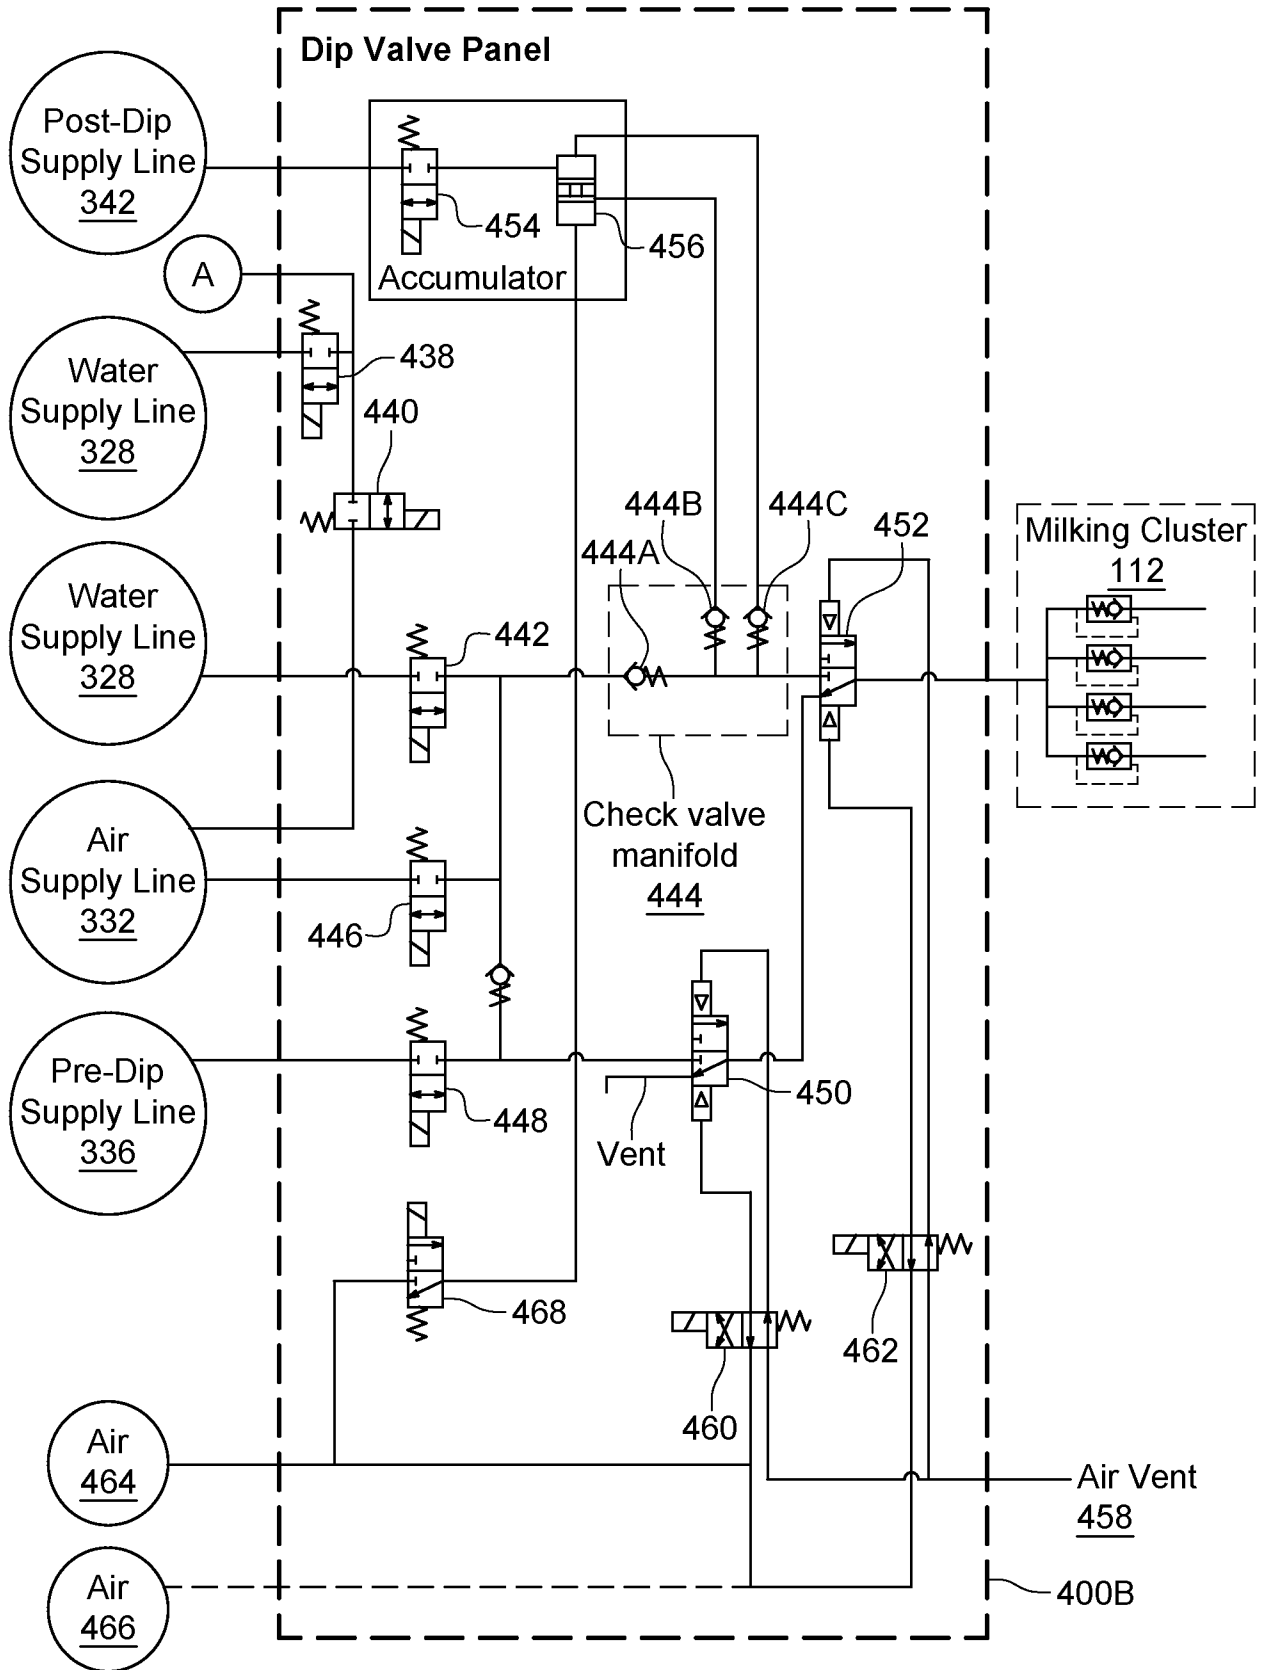 Dip Valve Panel
Post-Dip
Supply Line
342
454
456
Accumulator
A
438
Water
Supply Line
328
440
444B
444C
452
444A
Milking Cluster
112
Water
Supply Line
328
442
Check valve
manifold
444
Air
Supply Line
332
446
Pre-Dip
Supply Line
336
448
450
Vent
468
462
460
Air
464
Air Vent
458
Air
466
400B